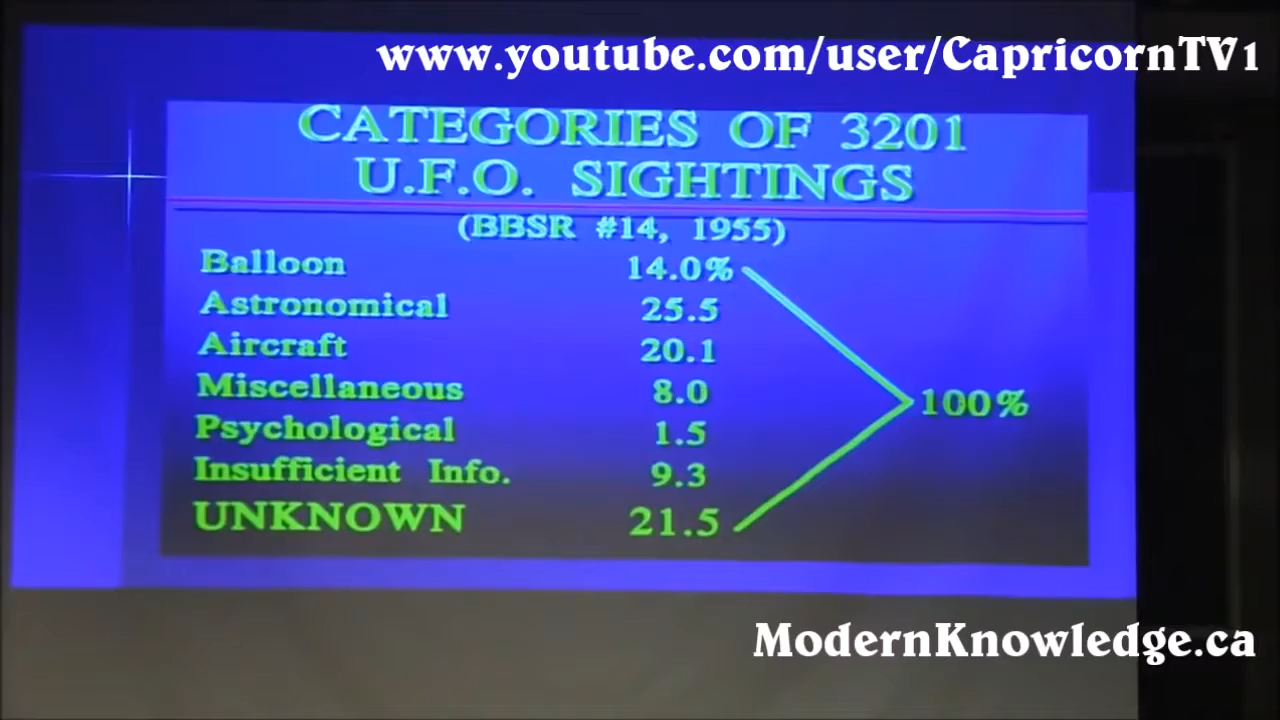 www.youtube.com/user/CapricornTV1
CATEGORIES OF 3201
U.F.O. SIGHTINGS
(BBSR #14, 1955)
Balloon 14.0%
Astronomical 25.5
Aircraft 20.1
Miscellaneous 8.0
100%
Psychological 1.5
Insufficient Info. 9.3
UNKNOWN 21.5
ModernKnowledge.ca